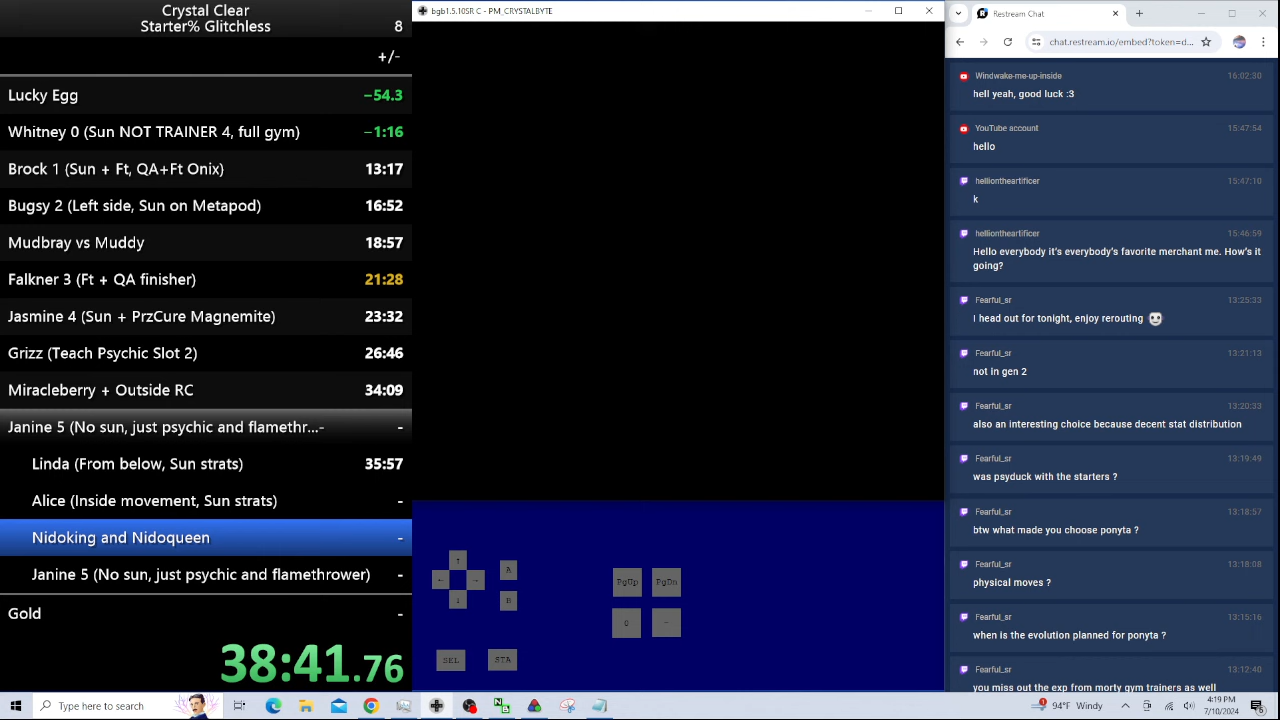 Crystal Clear
Starter% Glitchless 8
+/-
Lucky Egg −54.3
Whitney 0 (Sun NOT TRAINER 4, full gym) −1:16
Brock 1 (Sun + Ft, QA+Ft Onix) 13:17
Bugsy 2 (Left side, Sun on Metapod) 16:52
Mudbray vs Muddy 18:57
Falkner 3 (Ft + QA finisher) 21:28
Jasmine 4 (Sun + PrzCure Magnemite) 23:32
Grizz (Teach Psychic Slot 2) 26:46
Miracleberry + Outside RC 34:09
Janine 5 (No sun, just psychic and flamethr...- -
Linda (From below, Sun strats) 35:57
Alice (Inside movement, Sun strats) -
Nidoking and Nidoqueen -
Janine 5 (No sun, just psychic and flamethrower) -
Gold -
38:41.76
bgb1.5.10SR C - PM_CRYSTALBYTE
↑
← → A
↓ B
SEL STA
PgUp PgDn
0 -
Restream Chat
chat.restream.io/embed?token=d...
Windwake-me-up-inside 16:02:30
hell yeah, good luck :3
YouTube account 15:47:54
hello
helliontheartificer 15:47:10
k
helliontheartificer 15:46:59
Hello everybody it's everybody's favorite merchant me. How's it
going?
Fearful_sr 13:25:33
I head out for tonight, enjoy rerouting
Fearful_sr 13:21:13
not in gen 2
Fearful_sr 13:20:33
also an interesting choice because decent stat distribution
Fearful_sr 13:19:49
was psyduck with the starters ?
Fearful_sr 13:18:57
btw what made you choose ponyta ?
Fearful_sr 13:18:08
physical moves ?
Fearful_sr 13:15:16
when is the evolution planned for ponyta ?
Fearful_sr 13:12:40
you miss out the exp from morty gym trainers as well
Type here to search
94°F Windy
4:19 PM
7/10/2024